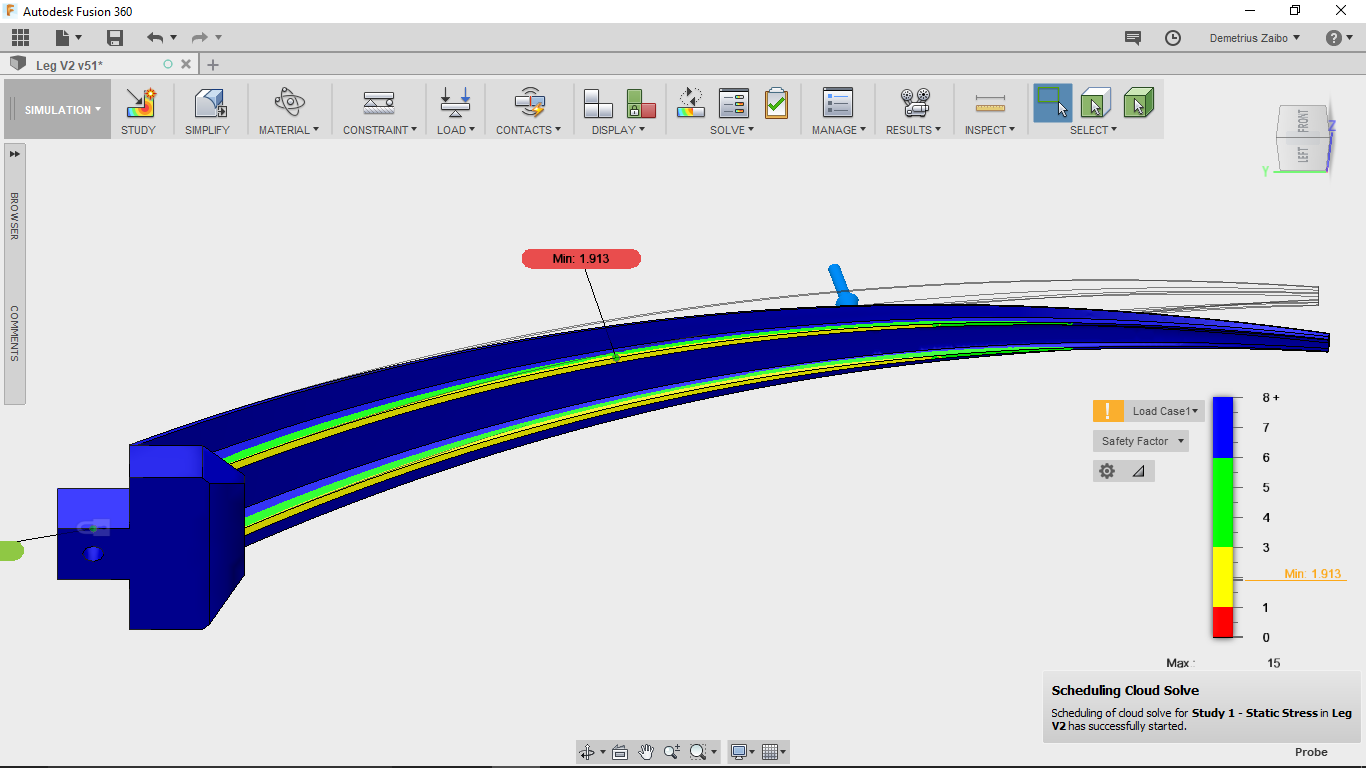 Autodesk Fusion 360
Demetrius Zaibo
Leg V2 v51*
SIMULATION
STUDY
SIMPLIFY
MATERIAL
CONSTRAINT
LOAD
CONTACTS
DISPLAY
SOLVE
MANAGE
RESULTS
INSPECT
SELECT
FRONT
LEFT
Z
Y
BROWSER
COMMENTS
Min: 1.913
Load Case1
Safety Factor
8 +
7
6
5
4
3
Min: 1.913
1
0
Max :
15
Scheduling Cloud Solve
Scheduling of cloud solve for Study 1 - Static Stress in Leg
V2 has successfully started.
Probe